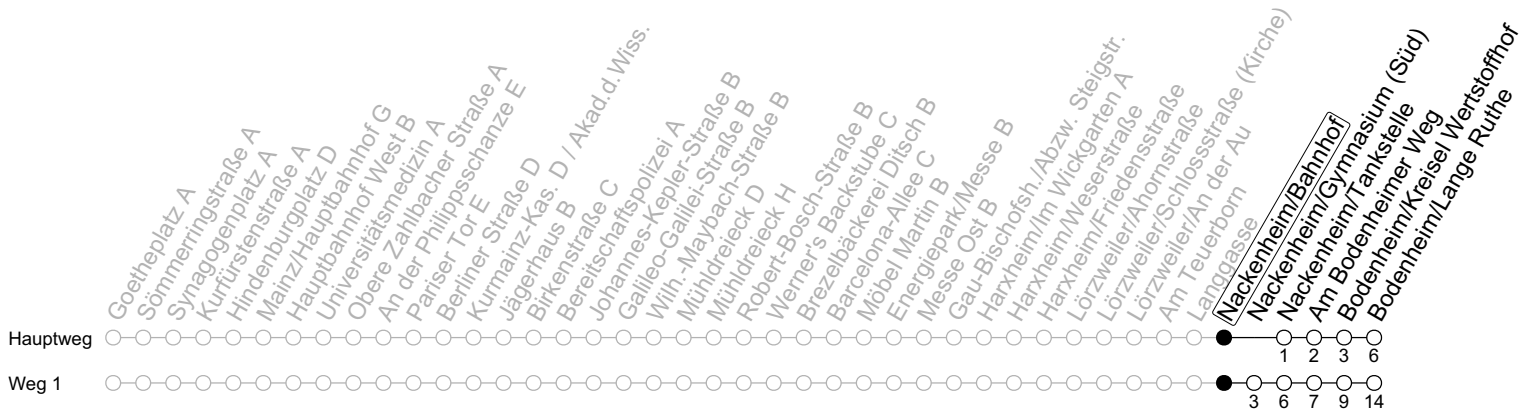 Goetheplatz A
Sömmerringstraße A
Synagogenplatz A
Kurfürstenstraße A
Hindenburgplatz D
Mainz/Hauptbahnhof G
Hauptbahnhof West B
Universitätsmedizin A
Obere Zahlbacher Straße A
An der Philippsschanze E
Pariser Tor E
Berliner Straße D
Kurmainz-Kas. D / Akad.d.Wiss.
Jägerhaus B
Birkenstraße C
Bereitschaftspolizei A
Johannes-Kepler-Straße B
Galileo-Galilei-Straße B
Wilh.-Maybach-Straße B
Mühldreieck D
Mühldreieck H
Robert-Bosch-Straße B
Werner's Backstube C
Brezelbäckerei Ditsch B
Barcelona-Allee C
Möbel Martin B
Energiepark/Messe B
Messe Ost B
Gau-Bischofsh./Abzw. Steigstr.
Harxheim/Im Wickgarten A
Harxheim/Weserstraße
Harxheim/Friedensstraße
Lörzweiler/Ahornstraße
Lörzweiler/Schlossstraße (Kirche)
Lörzweiler/An der Au
Am Teuerborn
Langgasse
Nackenheim/Bahnhof
Nackenheim/Gymnasium (Süd)
Nackenheim/Tankstelle
Am Bodenheimer Weg
Bodenheim/Kreisel Wertstoffhof
Bodenheim/Lange Ruthe
Hauptweg
1 2 3 6
Weg 1
3 6 7 9 14